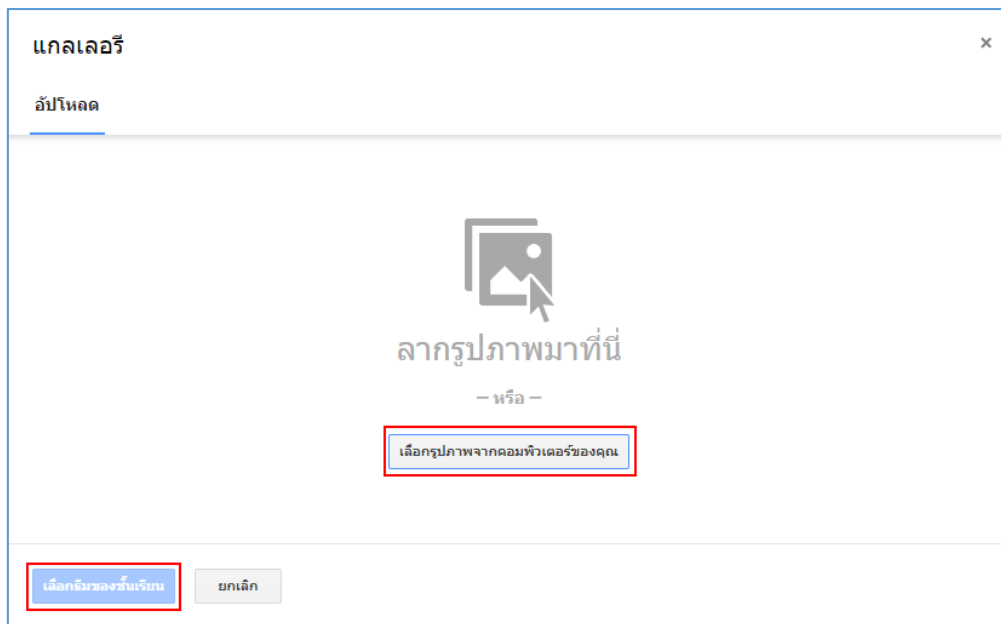 แกลเลอรี
×
อัปโหลด
ลากรูปภาพมาที่นี่
– หรือ –
เลือกรูปภาพจากคอมพิวเตอร์ของคุณ
เลือกธีมของชั้นเรียน ยกเลิก